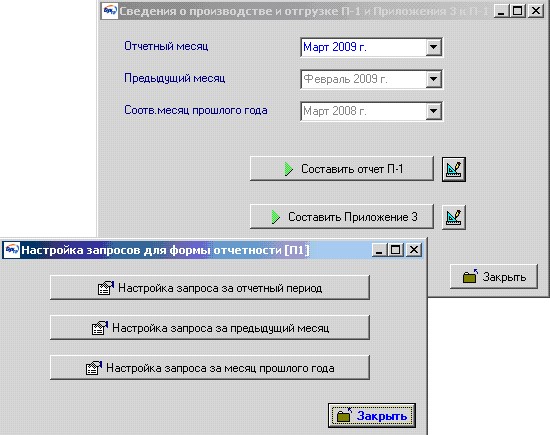 Сведения о производстве и отгрузке П-1 и Приложения 3 к П-1
Отчетный месяц
Март 2009 г.
Предыдущий месяц
Февраль 2009 г.
Соотв.месяц прошлого года
Март 2008 г.
Составить отчет П-1
Составить Приложение 3
Закрыть
Настройка запросов для формы отчетности [П1]
Настройка запроса за отчетный период
Настройка запроса за предыдущий месяц
Настройка запроса за месяц прошлого года
Закрыть